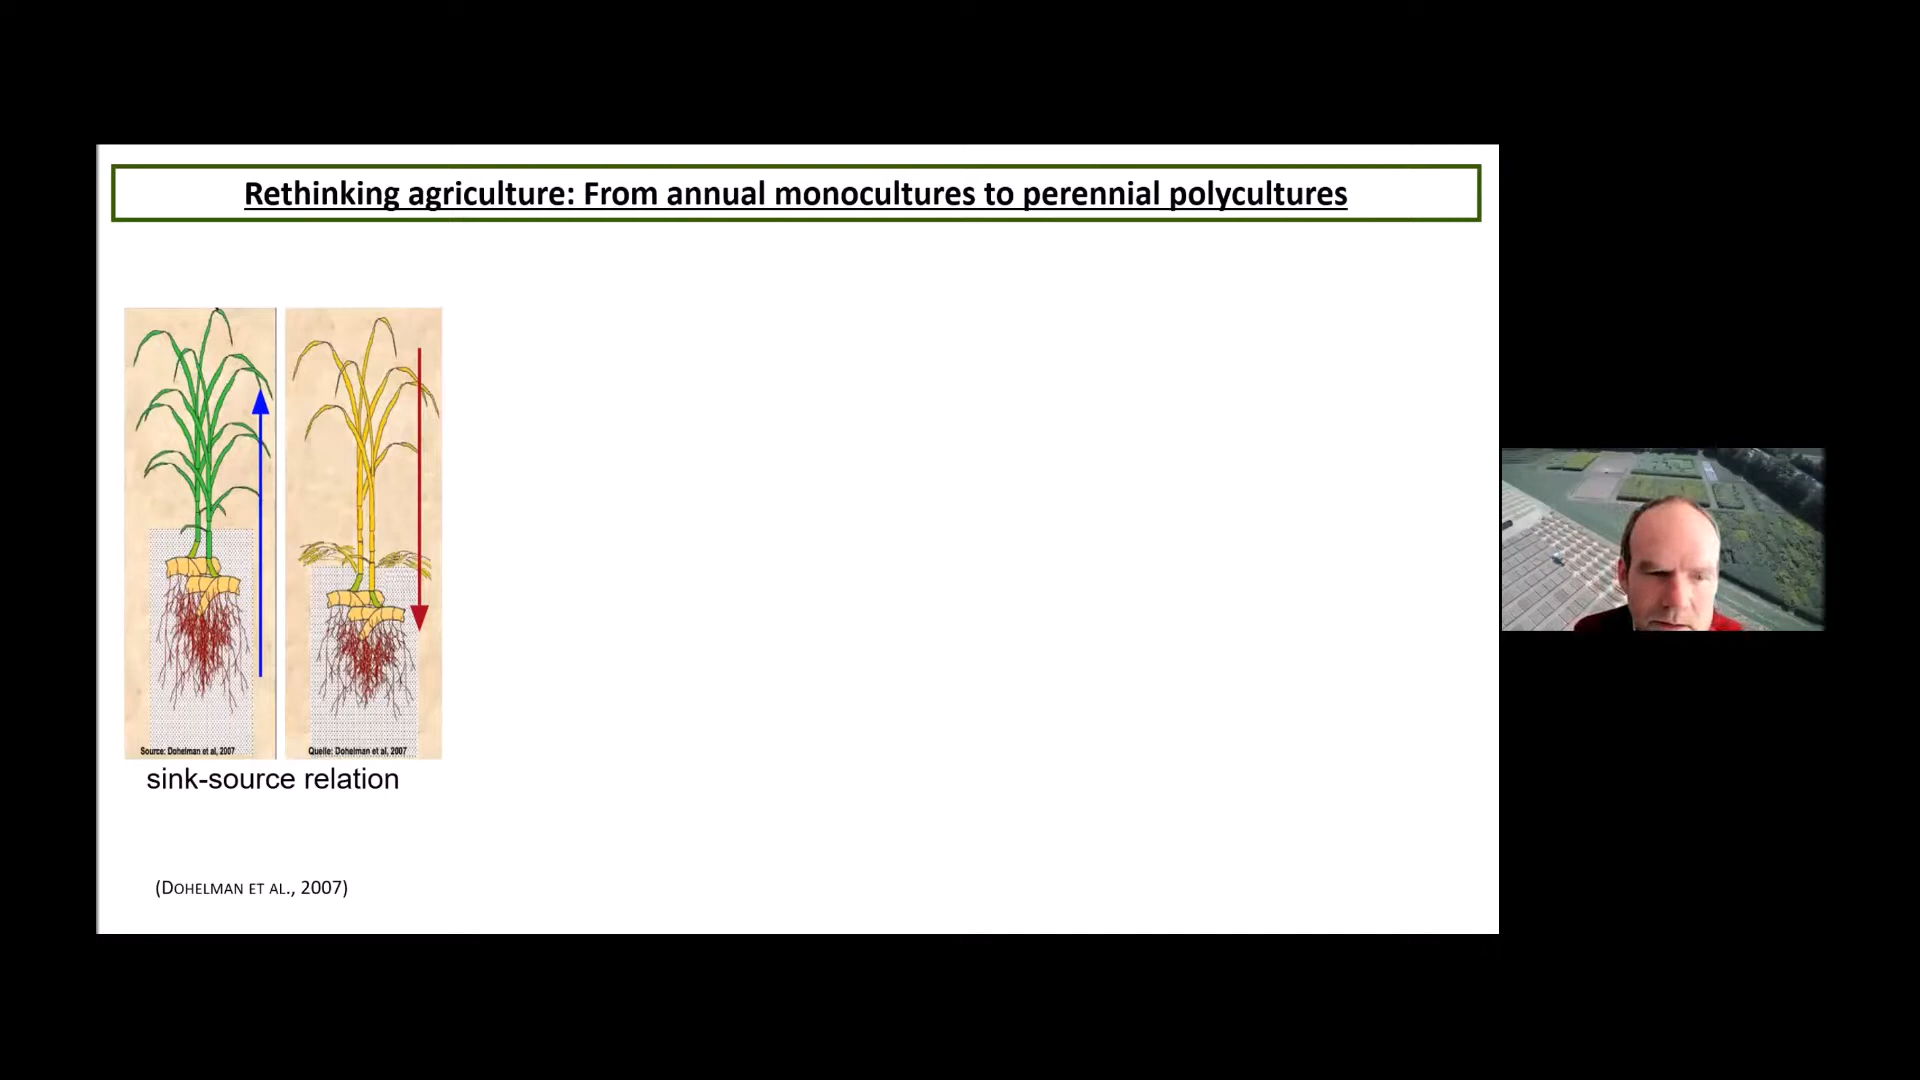 Rethinking agriculture: From annual monocultures to perennial polycultures
Source: Dohelman et al, 2007
Quelle: Dohelman et al, 2007
sink-source relation
(DOHELMAN ET AL., 2007)